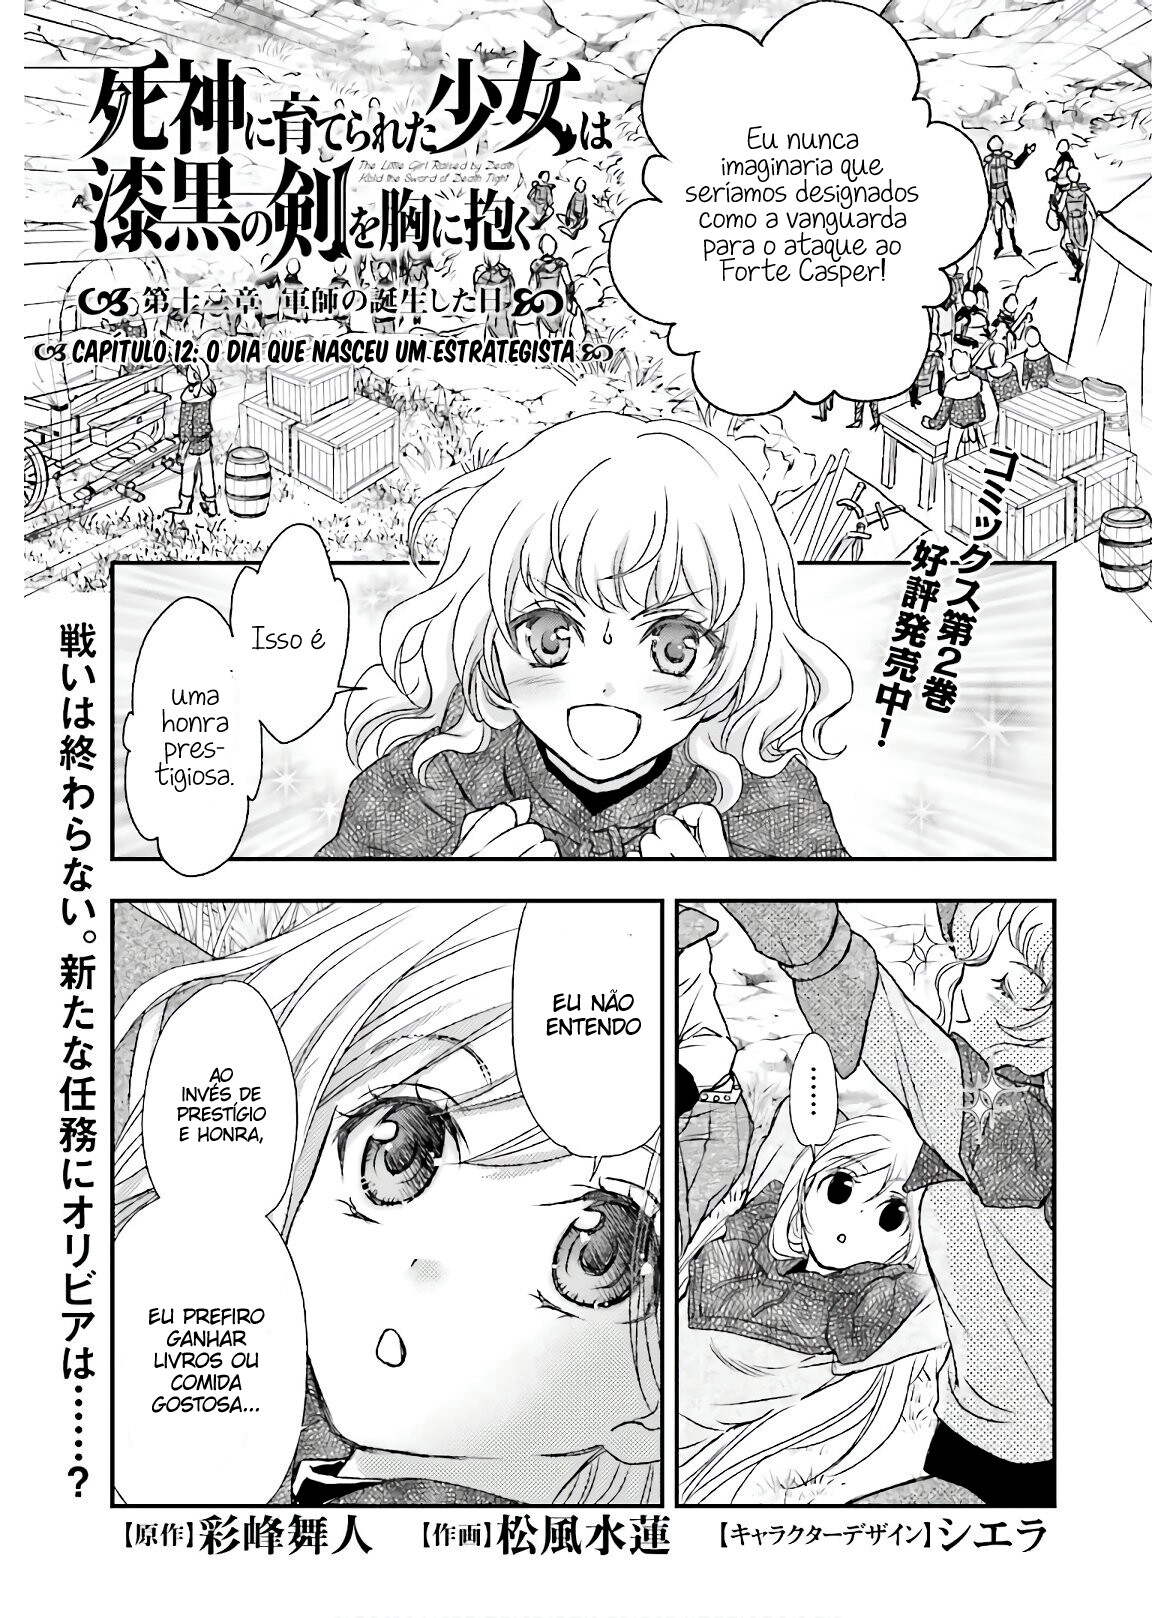 死神に育てられた少女は
漆黒の剣を胸に抱く
The Little Girl Raised by Death
Hold the Sword of Death Tight
第十二章 軍師の誕生した日
CAPÍTULO 12: O DIA QUE NASCEU UM ESTRATEGISTA
Eu nunca
imaginaria que
seríamos designados
como a vanguarda
para o ataque ao
Forte Casper!
コミックス第2巻
好評発売中!
Isso é
uma
honra
pres-
tigiosa.
戦いは終わらない。新たな任務にオリビアは……?
......
EU NÃO
ENTENDO
AO
INVÉS DE
PRESTÍGIO
E HONRA,
EU PREFIRO
GANHAR
LIVROS OU
COMIDA
GOSTOSA...
【原作】彩峰舞人 【作画】松風水蓮 【キャラクターデザイン】シエラ